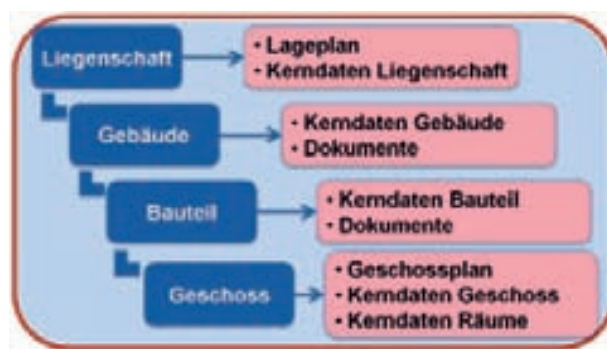 Liegenschaft
• Lageplan
• Kerndaten Liegenschaft
Gebäude
• Kerndaten Gebäude
• Dokumente
Bauteil
• Kerndaten Bauteil
• Dokumente
Geschoss
• Geschossplan
• Kerndaten Geschoss
• Kerndaten Räume